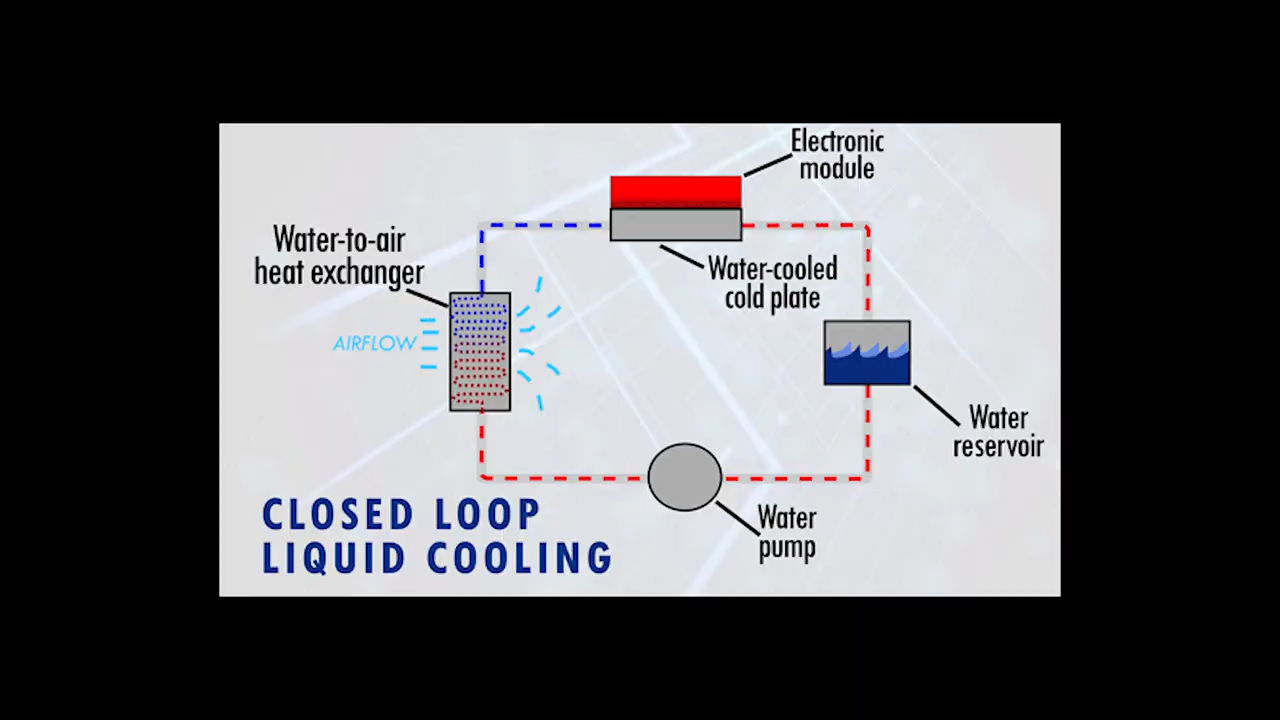 Electronic
module
Water-to-air
heat exchanger
Water-cooled
cold plate
AIRFLOW
Water
reservoir
Water
pump
CLOSED LOOP
LIQUID COOLING